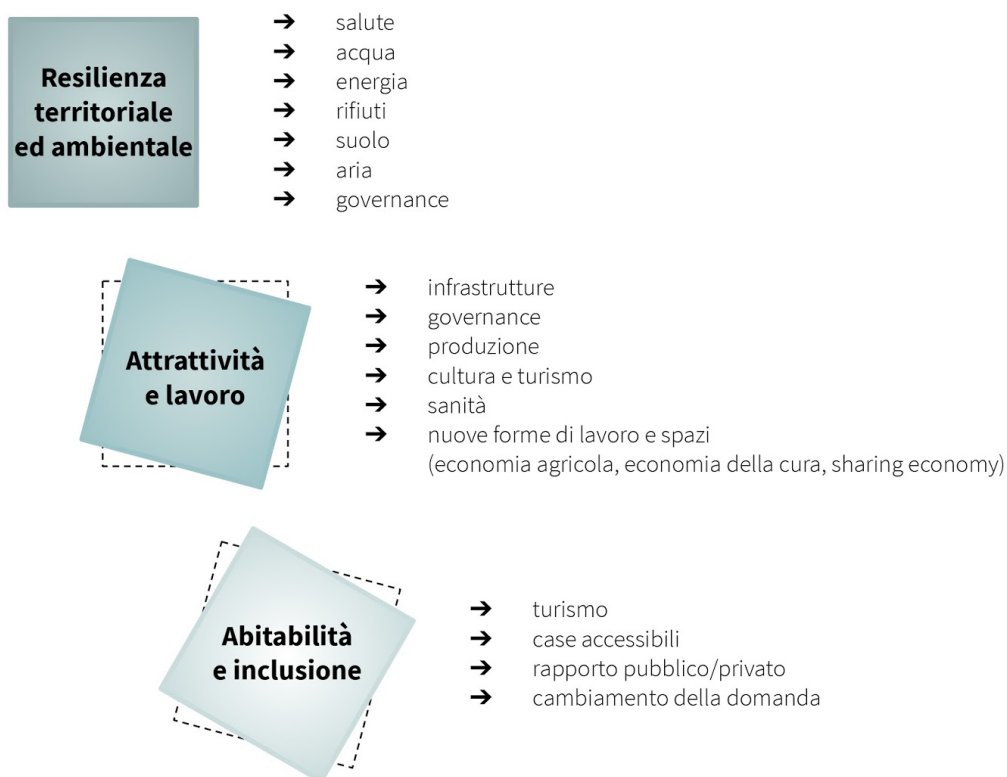 Resilienza
territoriale
ed ambientale
➔ salute
➔ acqua
➔ energia
➔ rifiuti
➔ suolo
➔ aria
➔ governance
Attrattività
e lavoro
➔ infrastrutture
➔ governance
➔ produzione
➔ cultura e turismo
➔ sanità
➔ nuove forme di lavoro e spazi
(economia agricola, economia della cura, sharing economy)
Abitabilità
e inclusione
➔ turismo
➔ case accessibili
➔ rapporto pubblico/privato
➔ cambiamento della domanda